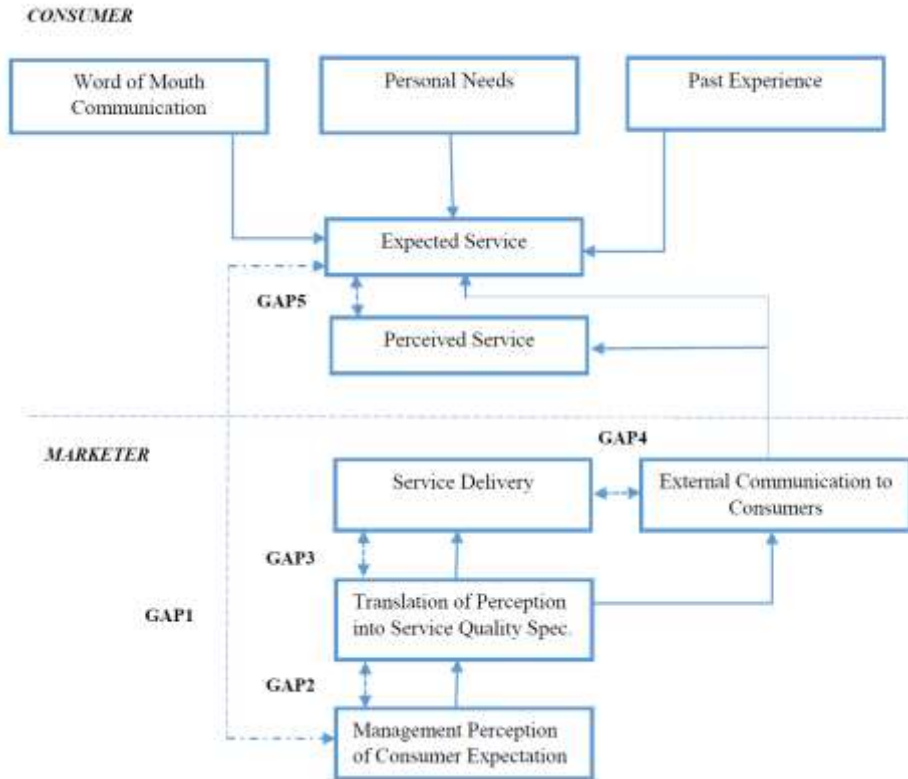 CONSUMER
Word of Mouth
Communication
Personal Needs
Past Experience
Expected Service
GAP5
Perceived Service
GAP4
MARKETER
Service Delivery
External Communication to
Consumers
GAP3
Translation of Perception
into Service Quality Spec.
GAP1
GAP2
Management Perception
of Consumer Expectation